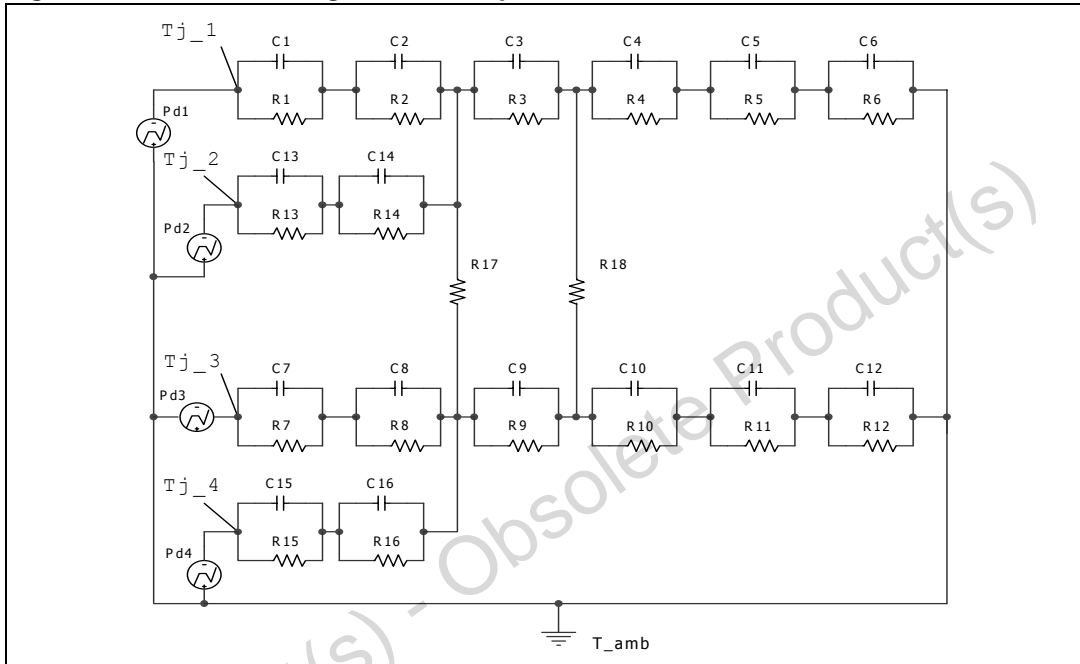 Tj_1
C1 C2 C3 C4 C5 C6
R1 R2 R3 R4 R5 R6
Pd1
Tj_2
C13 C14
R13 R14
Pd2
R17 R18
Tj_3
C7 C8 C9 C10 C11 C12
Pd3
R7 R8 R9 R10 R11 R12
Tj_4
C15 C16
R15 R16
Pd4
T_amb
(s) - Obsolete Product(s)